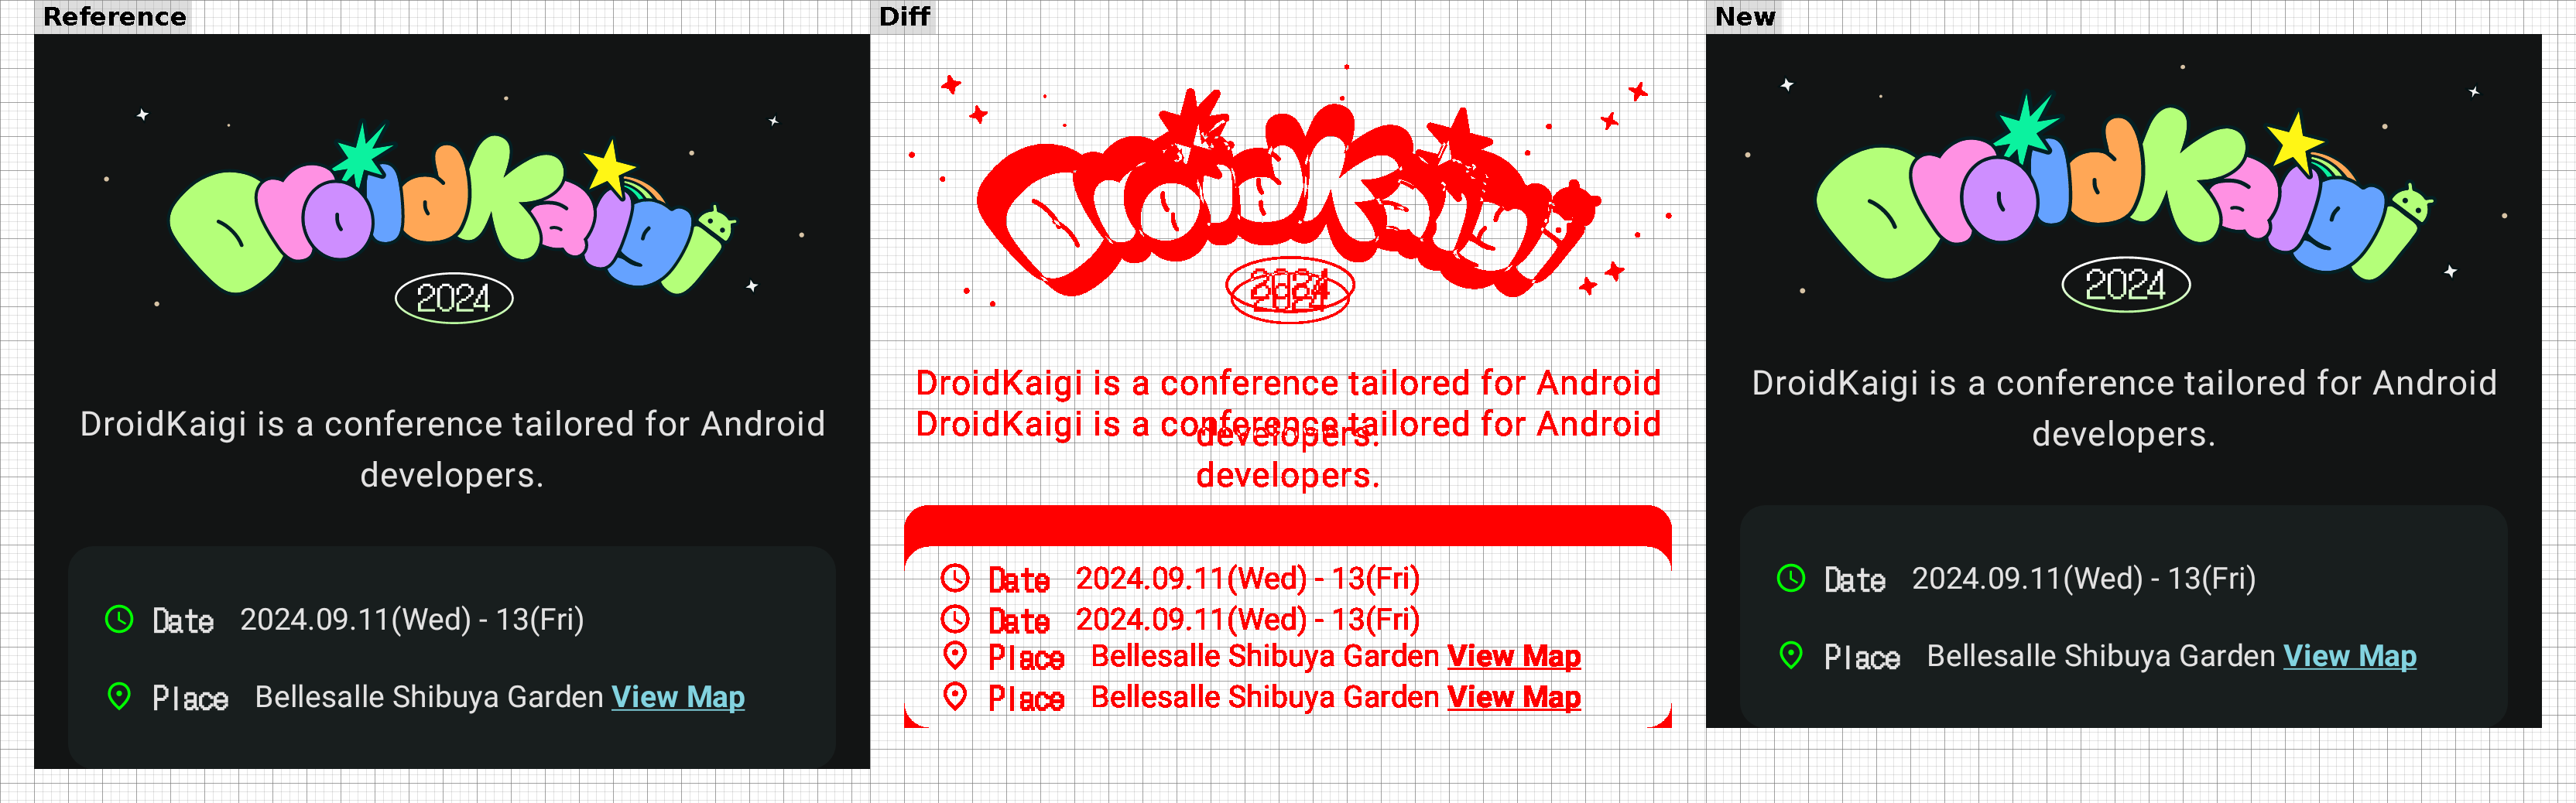 Reference
DroidKaigi
2024
DroidKaigi is a conference tailored for Android
developers.
Date 2024.09.11(Wed) - 13(Fri)
Place Bellesalle Shibuya Garden View Map
Diff
DroidKaigi
2024
2024
DroidKaigi is a conference tailored for Android
DroidKaigi is a conference tailored for Android
developers.
developers.
Date 2024.09.11(Wed) - 13(Fri)
Date 2024.09.11(Wed) - 13(Fri)
Place Bellesalle Shibuya Garden View Map
Place Bellesalle Shibuya Garden View Map
New
DroidKaigi
2024
DroidKaigi is a conference tailored for Android
developers.
Date 2024.09.11(Wed) - 13(Fri)
Place Bellesalle Shibuya Garden View Map